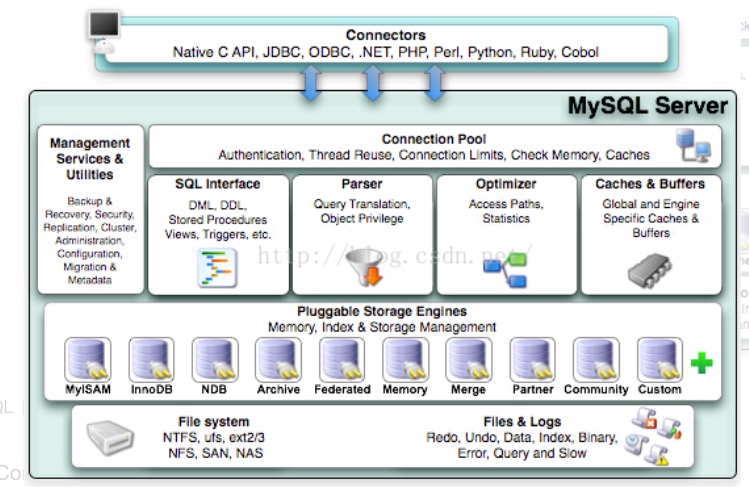 Connectors
Native C API, JDBC, ODBC, .NET, PHP, Perl, Python, Ruby, Cobol
MySQL Server
Management
Services &
Utilities
Backup &
Recovery, Security,
Replication, Cluster,
Administration,
Configuration,
Migration &
Metadata
Connection Pool
Authentication, Thread Reuse, Connection Limits, Check Memory, Caches
SQL Interface
DML, DDL,
Stored Procedures
Views, Triggers, etc.
Parser
Query Translation,
Object Privilege
Optimizer
Access Paths,
Statistics
Caches & Buffers
Global and Engine
Specific Caches &
Buffers
http://blog.csdn.net/
Pluggable Storage Engines
Memory, Index & Storage Management
MyISAM
InnoDB
NDB
Archive
Federated
Memory
Merge
Partner
Community
Custom
File system
NTFS, ufs, ext2/3
NFS, SAN, NAS
Files & Logs
Redo, Undo, Data, Index, Binary,
Error, Query and Slow